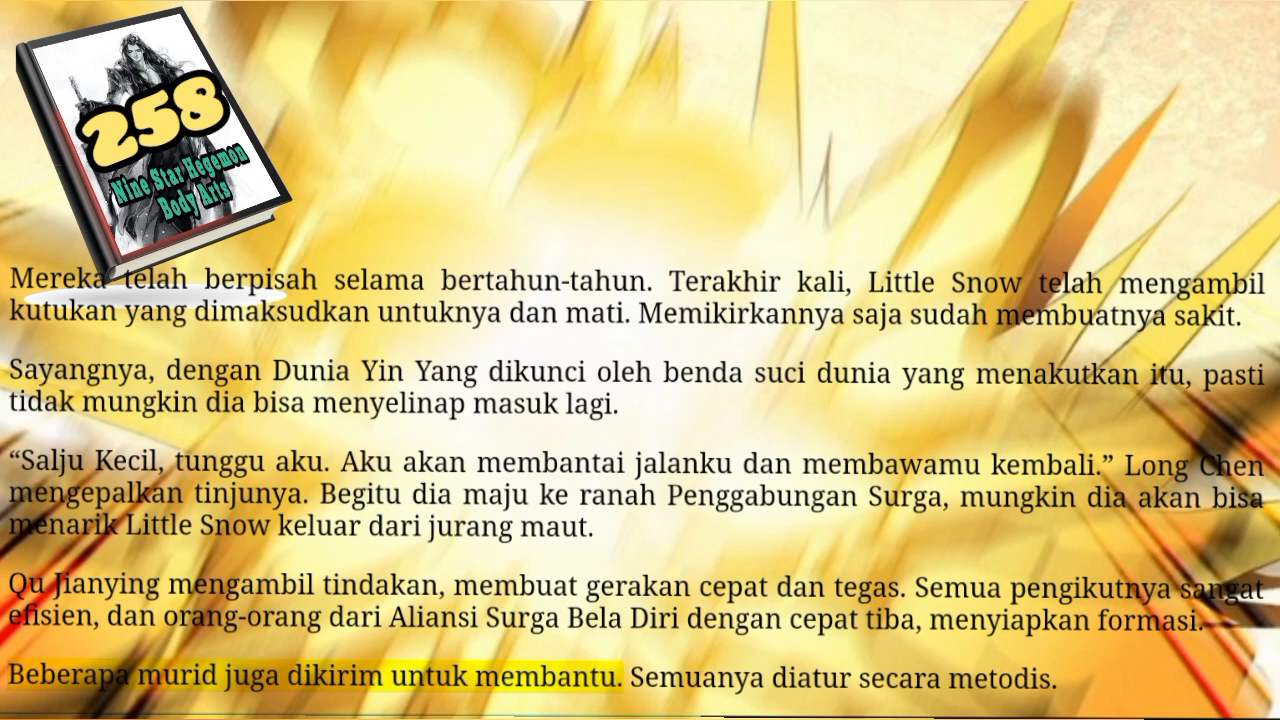 258
Nine Star Hegemon
Body Arts
Mereka telah berpisah selama bertahun-tahun. Terakhir kali, Little Snow telah mengambil
kutukan yang dimaksudkan untuknya dan mati. Memikirkannya saja sudah membuatnya sakit.
Sayangnya, dengan Dunia Yin Yang dikunci oleh benda suci dunia yang menakutkan itu, pasti
tidak mungkin dia bisa menyelinap masuk lagi.
“Salju Kecil, tunggu aku. Aku akan membantai jalanku dan membawamu kembali.” Long Chen
mengepalkan tinjunya. Begitu dia maju ke ranah Penggabungan Surga, mungkin dia akan bisa
menarik Little Snow keluar dari jurang maut.
Qu Jianying mengambil tindakan, membuat gerakan cepat dan tegas. Semua pengikutnya sangat
efisien, dan orang-orang dari Aliansi Surga Bela Diri dengan cepat tiba, menyiapkan formasi.
Beberapa murid juga dikirim untuk membantu. Semuanya diatur secara metodis.